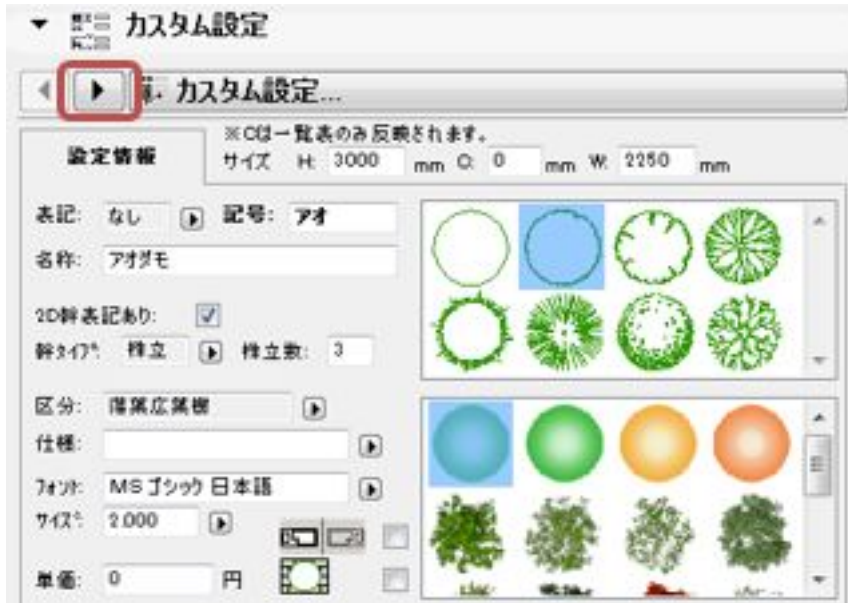 カスタム設定
カスタム設定...
※Cは一覧表のみ反映されます。
設定情報
サイズ H: 3000 mm C: 0 mm W: 2250 mm
表記: なし 記号: アオ
名称: アオダモ
2D幹表記あり:
幹タイプ: 株立 株立数: 3
区分: 落葉広葉樹
仕様:
フォント: MS ゴシック 日本語
サイズ: 2.000
単価: 0 円